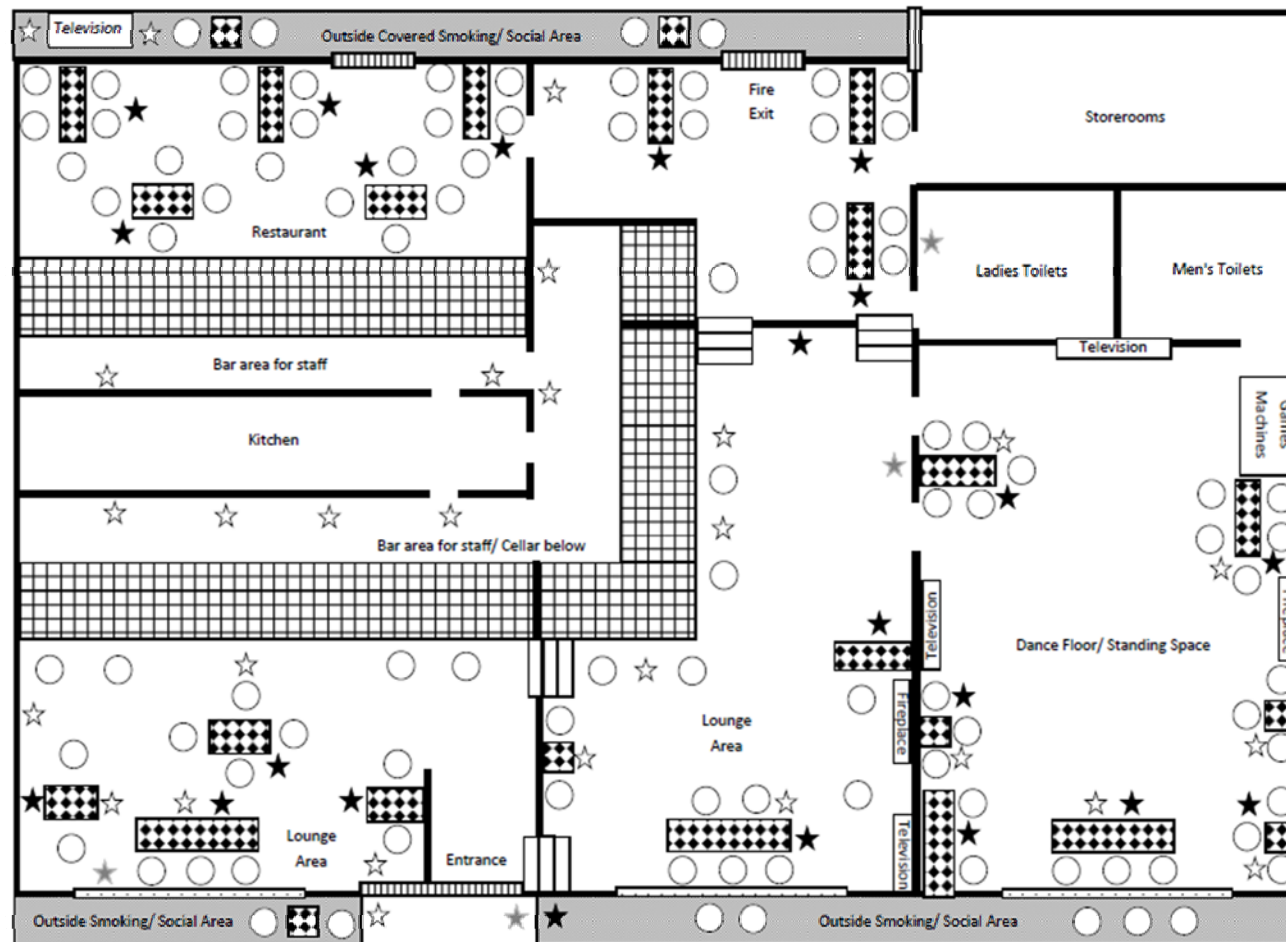 Television
Outside Covered Smoking/ Social Area
Fire
Exit
Storerooms
Restaurant
Ladies Toilets
Men's Toilets
Television
Bar area for staff
Games
Machines
Kitchen
Bar area for staff/ Cellar below
Television
Fireplace
Dance Floor/ Standing Space
Fireplace
Lounge
Area
Lounge
Area
Entrance
Television
Outside Smoking/ Social Area
Outside Smoking/ Social Area